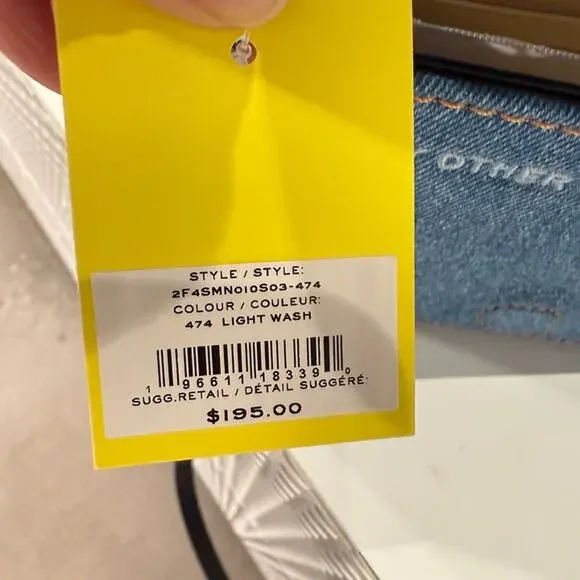 STYLE / STYLE:
2F4SMN010S03-474
COLOUR / COULEUR:
474 LIGHT WASH
1 96611 18339 0
SUGG.RETAIL / DÉTAIL SUGGÉRÉ:
$195.00
OTHER